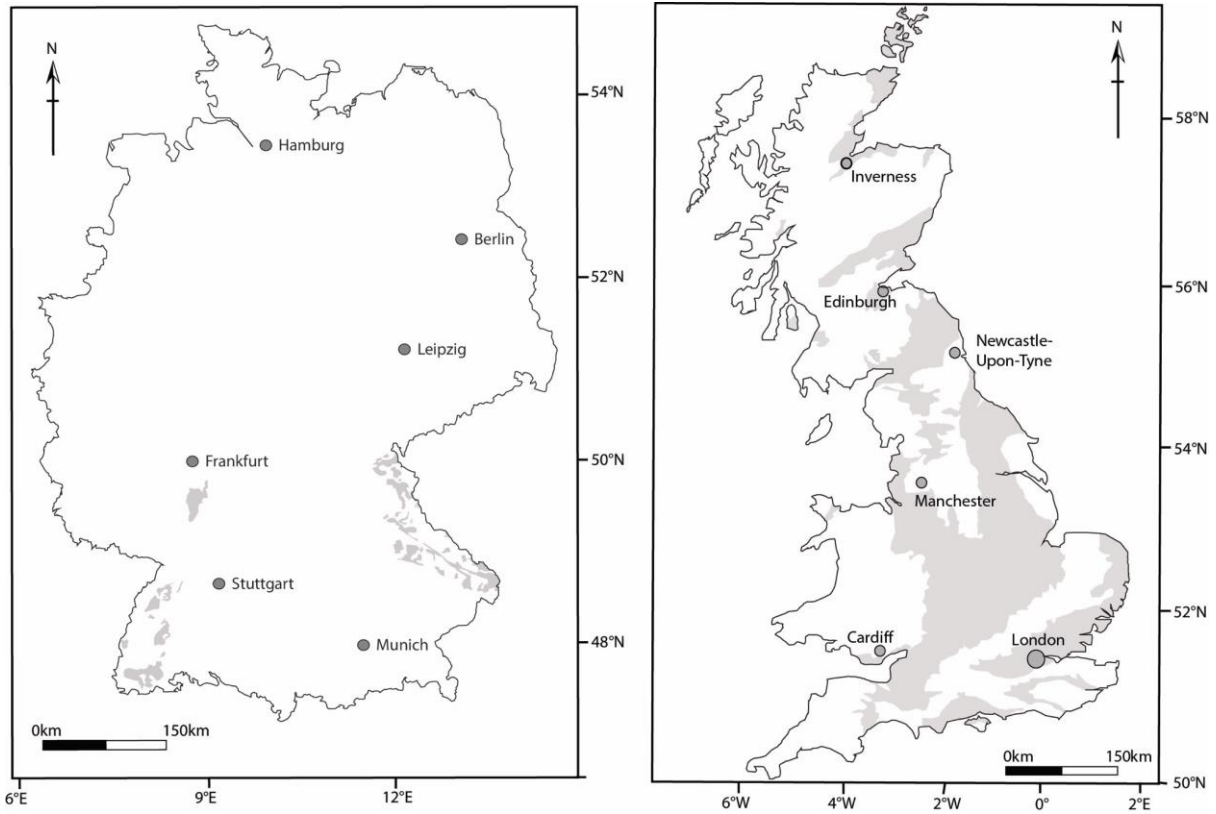 N
54°N
Hamburg
Berlin
52°N
Leipzig
Frankfurt
50°N
Stuttgart
Munich
48°N
0km 150km
6°E 9°E 12°E
N
58°N
Inverness
Edinburgh
56°N
Newcastle-
Upon-Tyne
54°N
Manchester
52°N
Cardiff
London
0km 150km
50°N
6°W 4°W 2°W 0° 2°E